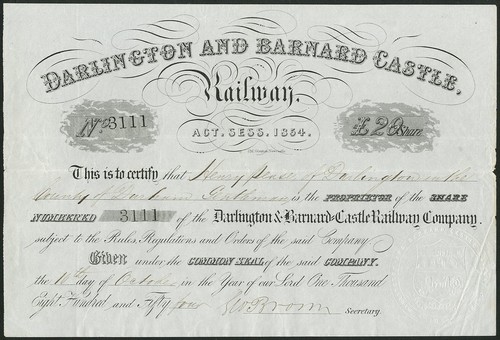 DARLINGTON AND BARNARD CASTLE,
Railway.
ACT. SESS. 1854.
No. 3111
£20 Share
This is to certify that Henry Pease of Darlington in the
County of Durham Gentleman is the PROPRIETOR of the SHARE
NUMBERED 3111 of the Darlington & Barnard-Castle Railway Company.
subject to the Rules, Regulations and Orders of the said Company.
Given under the COMMON SEAL of the said COMPANY.
the day of October in the Year of our Lord One Thousand
Eight Hundred and Fifty four
Secretary.